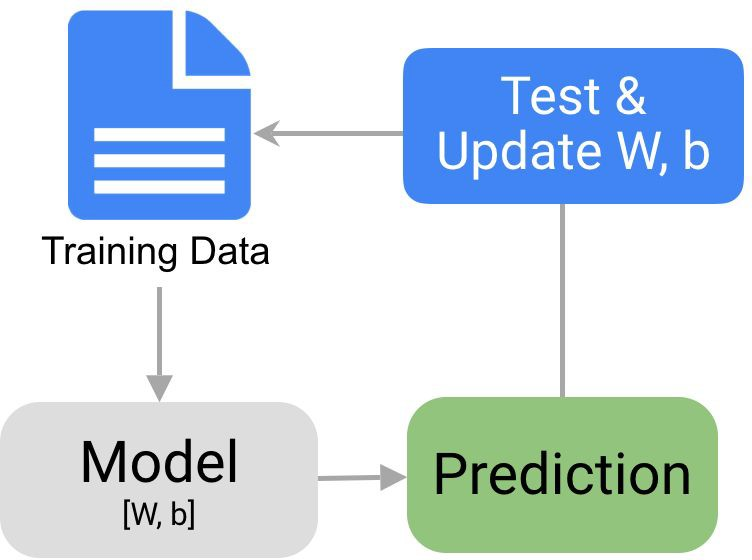 Training Data
Test &
Update W, b
Model
[W, b]
Prediction